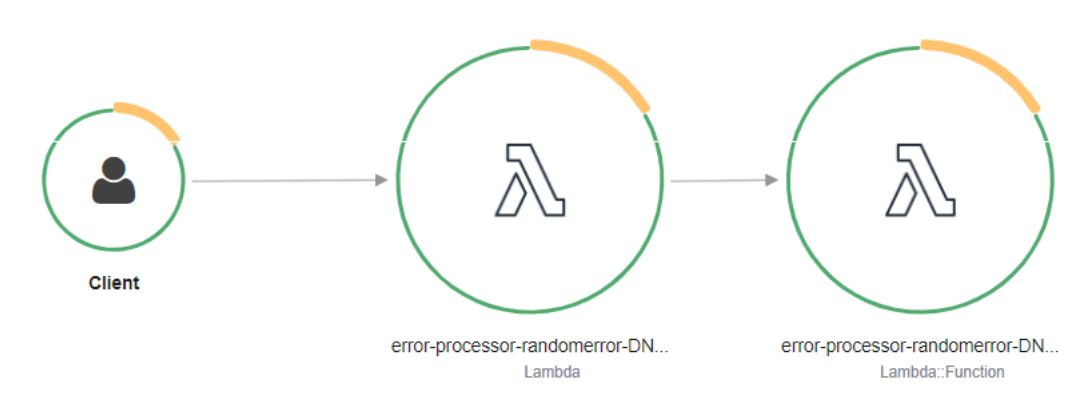 Client
error-processor-randomerror-DN...
Lambda
error-processor-randomerror-DN...
Lambda::Function